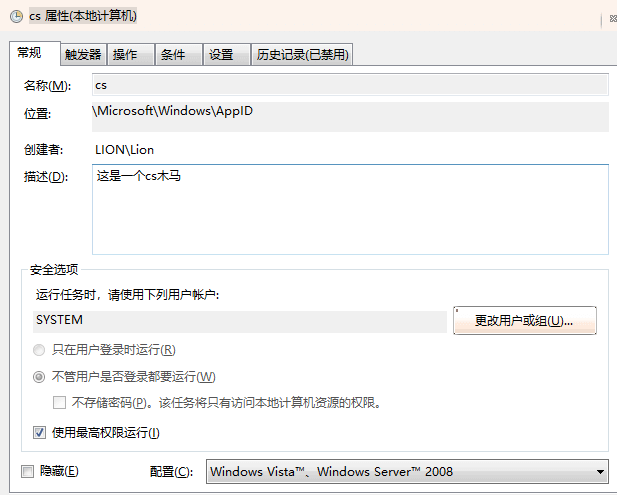 cs 属性(本地计算机)
常规 触发器 操作 条件 设置 历史记录(已禁用)
名称(M): cs
位置: \Microsoft\Windows\AppID
创建者: LION\Lion
描述(D): 这是一个cs木马
安全选项
运行任务时，请使用下列用户帐户:
SYSTEM 更改用户或组(U)...
只在用户登录时运行(R)
不管用户是否登录都要运行(W)
不存储密码(P)。该任务将只有访问本地计算机资源的权限。
使用最高权限运行(I)
隐藏(E) 配置(C): Windows Vista™、Windows Server™ 2008